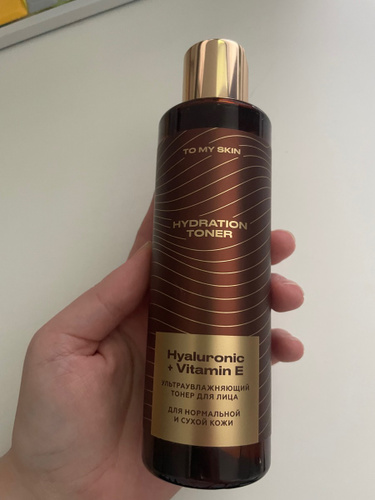 TO MY SKIN
HYDRATION
TONER
Hyaluronic
+ Vitamin E
УЛЬТРАУВЛАЖНЯЮЩИЙ
ТОНЕР ДЛЯ ЛИЦА
ДЛЯ НОРМАЛЬНОЙ
И СУХОЙ КОЖИ